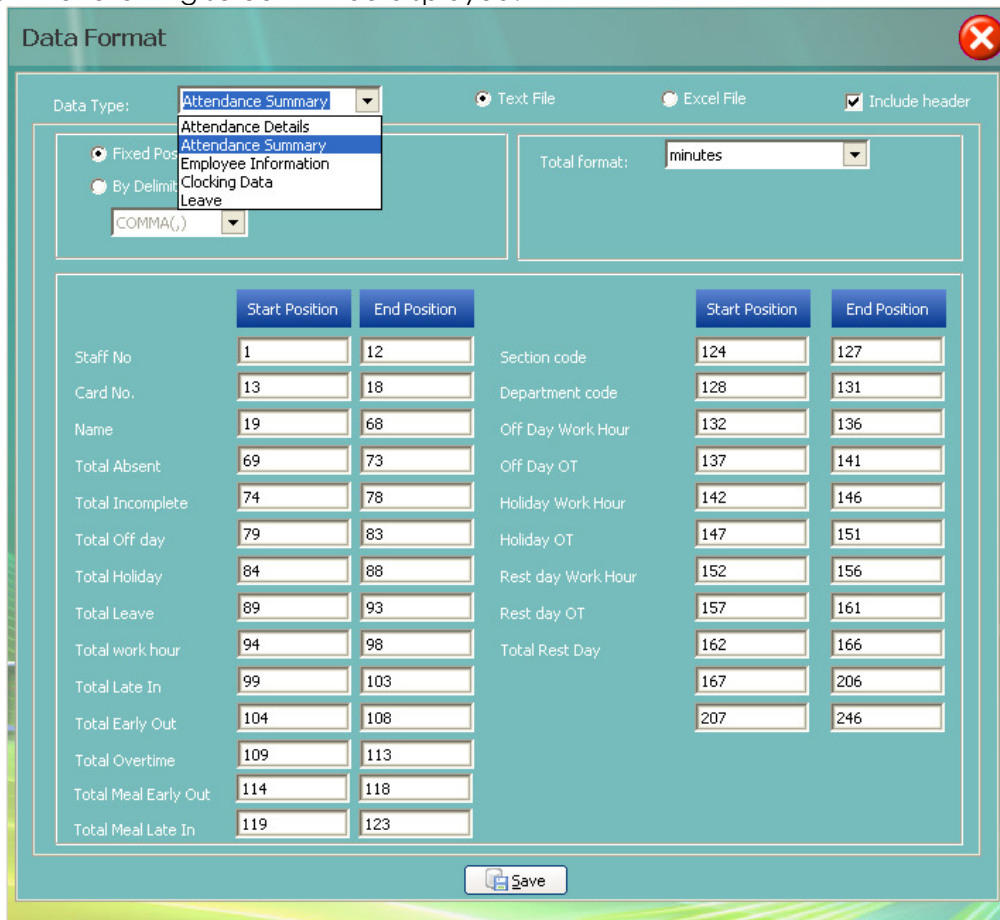 Data Format
Data Type: Attendance Summary Text File Excel File Include header
Attendance Details
Attendance Summary
Employee Information
Clocking Data
Leave
Fixed Pos
By Delimit
COMMA(,)
Total format: minutes
Start Position End Position Start Position End Position
Staff No 1 12 Section code 124 127
Card No. 13 18 Department code 128 131
Name 19 68 Off Day Work Hour 132 136
Total Absent 69 73 Off Day OT 137 141
Total Incomplete 74 78 Holiday Work Hour 142 146
Total Off day 79 83 Holiday OT 147 151
Total Holiday 84 88 Rest day Work Hour 152 156
Total Leave 89 93 Rest day OT 157 161
Total work hour 94 98 Total Rest Day 162 166
Total Late In 99 103 167 206
Total Early Out 104 108 207 246
Total Overtime 109 113
Total Meal Early Out 114 118
Total Meal Late In 119 123
Save